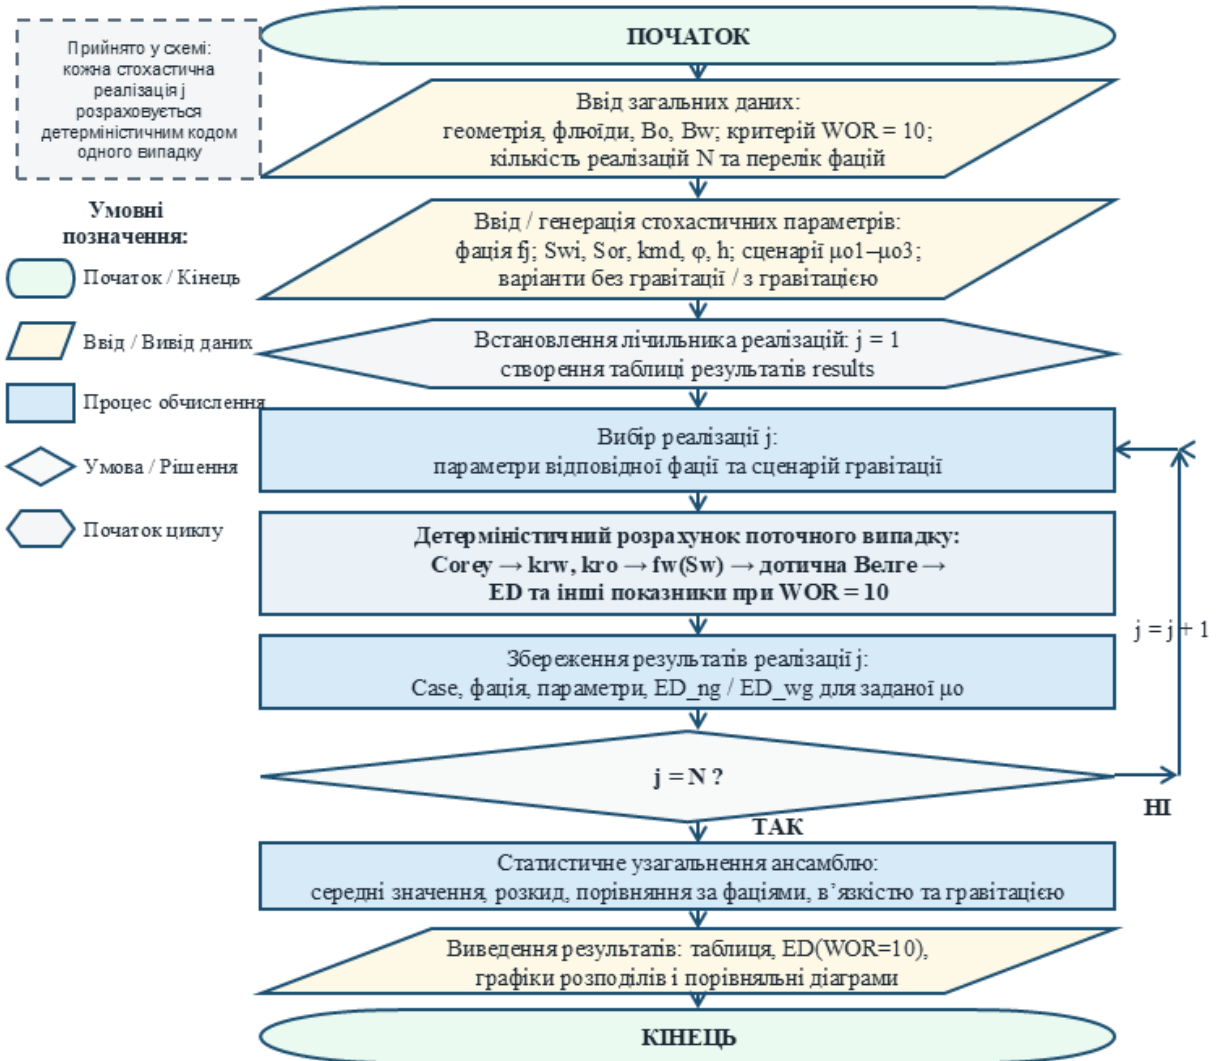 Прийнято у схемі:
кожна стохастична
реалізація j
розраховується
детерміністичним кодом
одного випадку
Умовні
позначення:
Початок / Кінець
Ввід / Вивід даних
Процес обчислення
Умова / Рішення
Початок циклу
ПОЧАТОК
Ввід загальних даних:
геометрія, флюїди, Bo, Bw; критерій WOR = 10;
кількість реалізацій N та перелік фацій
Ввід / генерація стохастичних параметрів:
фація fj; Swi, Sor, kmd, φ, h; сценарії μo1–μo3;
варіанти без гравітації / з гравітацією
Встановлення лічильника реалізацій: j = 1
створення таблиці результатів results
Вибір реалізації j:
параметри відповідної фації та сценарій гравітації
Детерміністичний розрахунок поточного випадку:
Corey → krw, kro → fw(Sw) → дотична Велге →
ED та інші показники при WOR = 10
j = j + 1
Збереження результатів реалізації j:
Case, фація, параметри, ED_ng / ED_wg для заданої μo
j = N ?
НІ
ТАК
Статистичне узагальнення ансамблю:
середні значення, розкид, порівняння за фаціями, в’язкістю та гравітацією
Виведення результатів: таблиця, ED(WOR=10),
графіки розподілів і порівняльні діаграми
КІНЕЦЬ